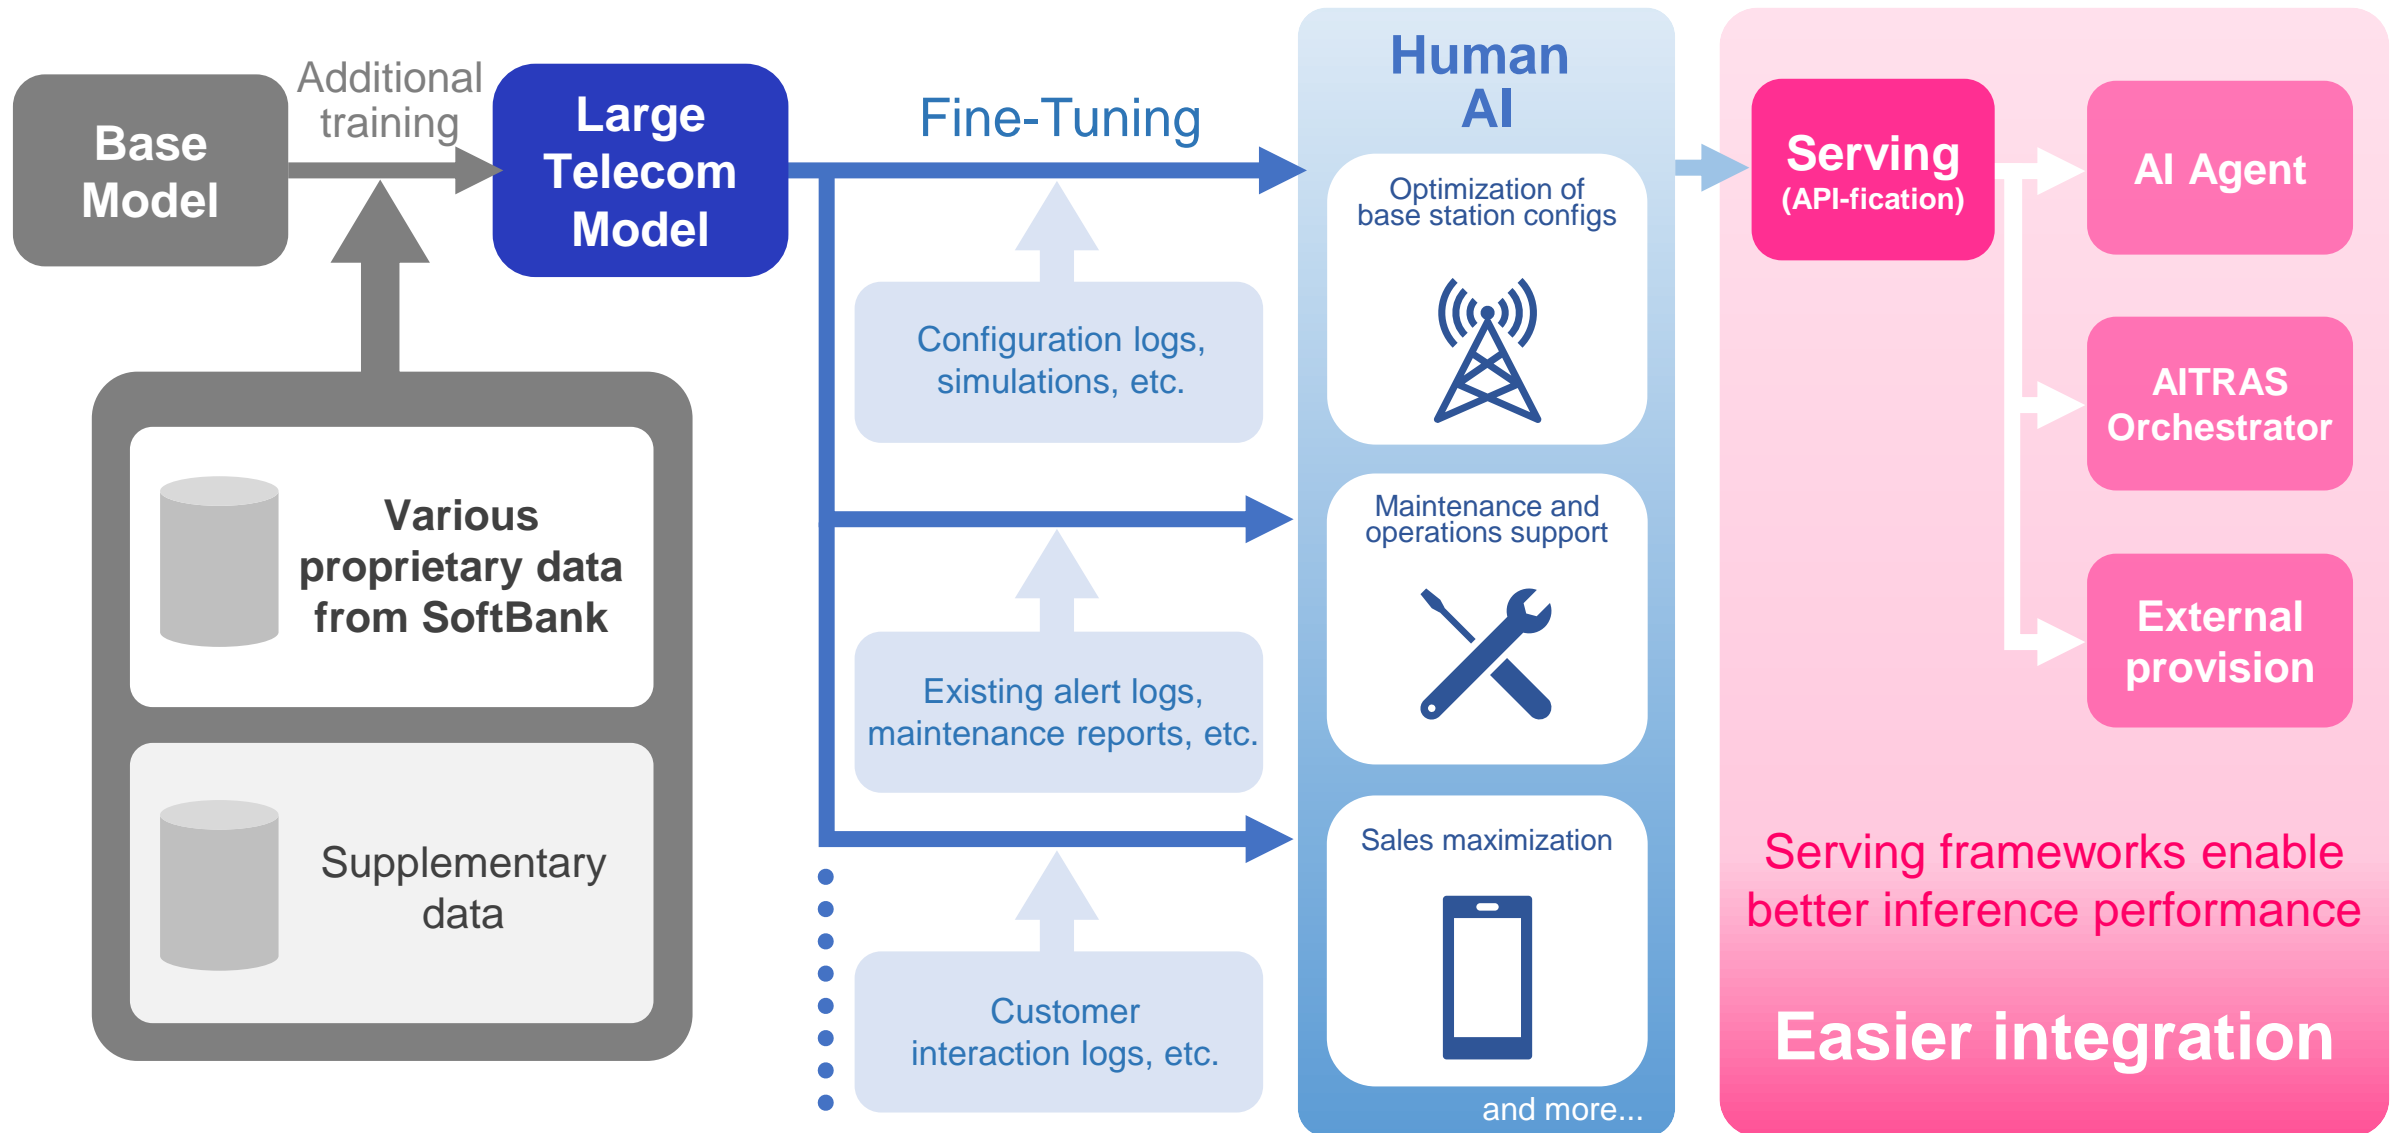 Base
Model
Additional
training
Large
Telecom
Model
Various
proprietary data
from SoftBank
Supplementary
data
Fine-Tuning
Configuration logs,
simulations, etc.
Existing alert logs,
maintenance reports, etc.
Customer
interaction logs, etc.
Human
AI
Optimization of
base station configs
Maintenance and
operations support
Sales maximization
and more...
Serving
(API-fication)
AI Agent
AITRAS
Orchestrator
External
provision
Serving frameworks enable
better inference performance
Easier integration